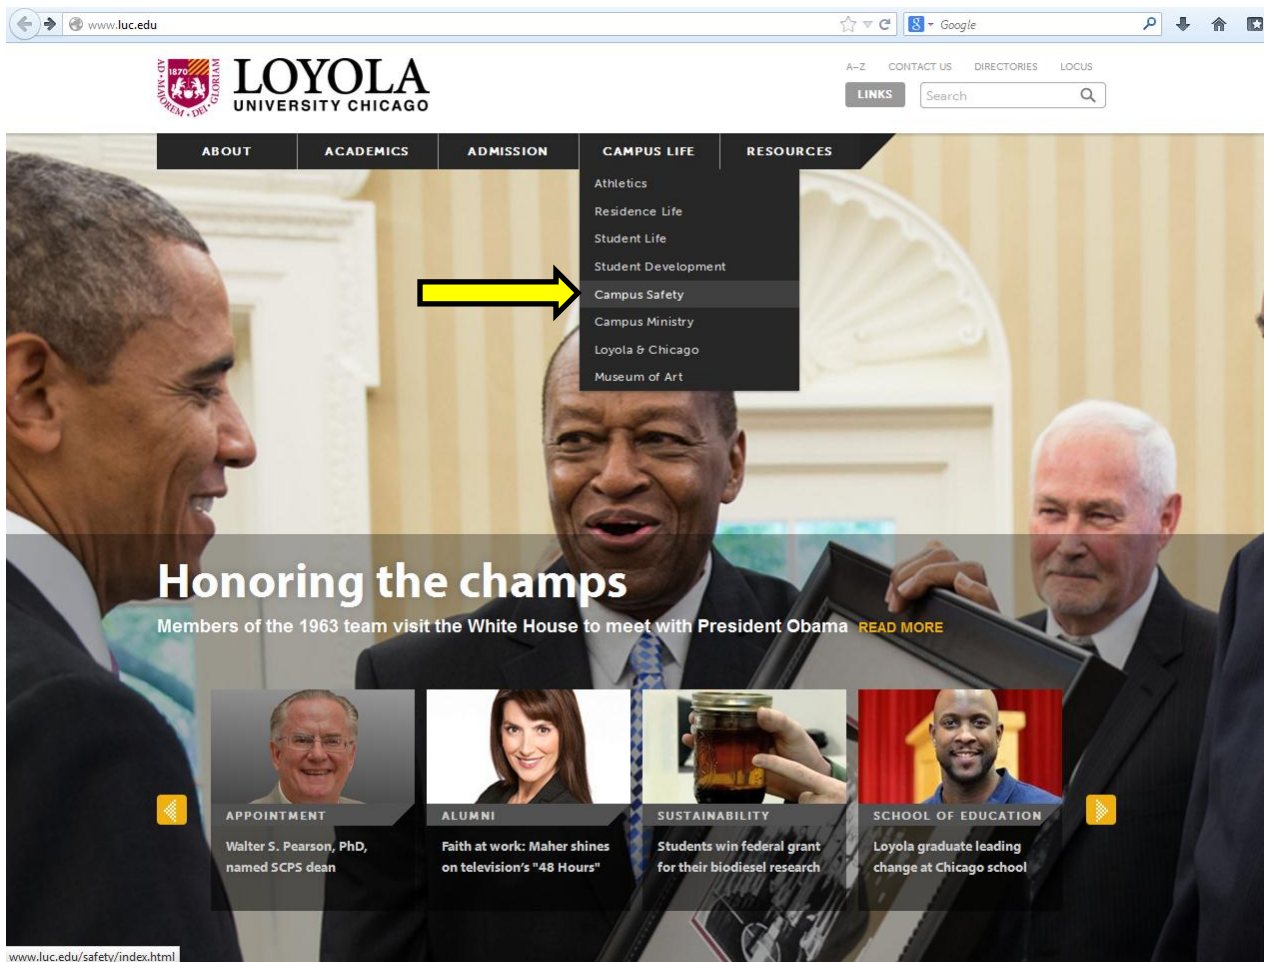 www.luc.edu
Google
1870
AD · MAJOREM · DEI · GLORIAM
LOYOLA
UNIVERSITY CHICAGO
A–Z CONTACT US DIRECTORIES LOCUS
LINKS Search
ABOUT ACADEMICS ADMISSION CAMPUS LIFE RESOURCES
Athletics
Residence Life
Student Life
Student Development
Campus Safety
Campus Ministry
Loyola & Chicago
Museum of Art
Honoring the champs
Members of the 1963 team visit the White House to meet with President Obama READ MORE
APPOINTMENT
Walter S. Pearson, PhD,
named SCPS dean
ALUMNI
Faith at work: Maher shines
on television's "48 Hours"
SUSTAINABILITY
Students win federal grant
for their biodiesel research
SCHOOL OF EDUCATION
Loyola graduate leading
change at Chicago school
www.luc.edu/safety/index.html